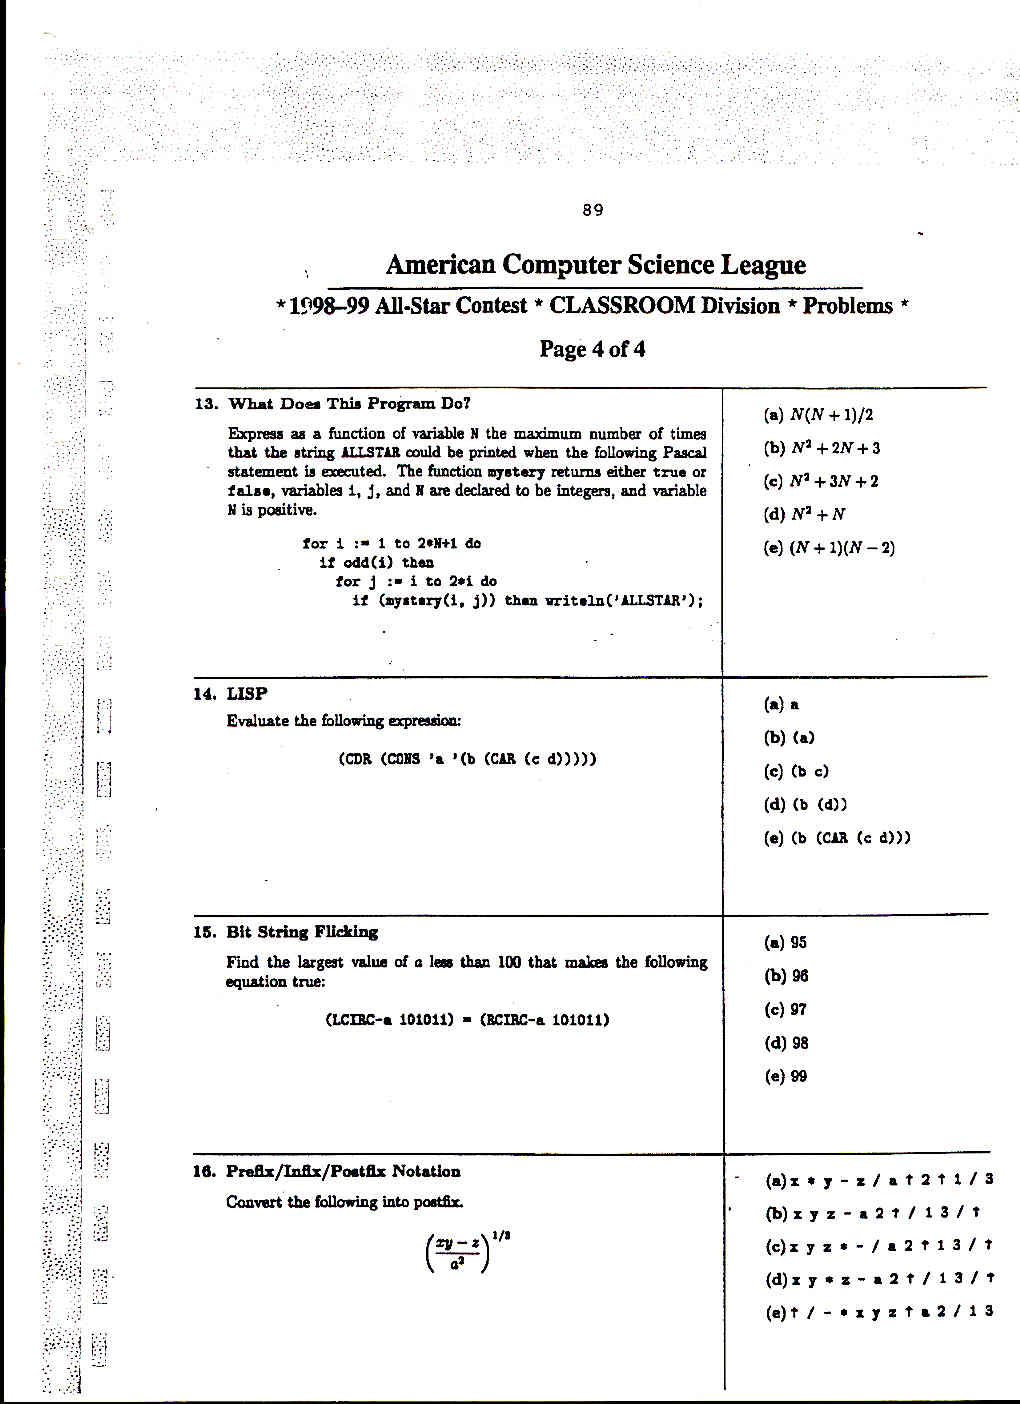 89
American Computer Science League
*1998–99 All-Star Contest * CLASSROOM Division * Problems *
Page 4 of 4
13. What Does This Program Do?
Express as a function of variable N the maximum number of times
that the string ALLSTAR could be printed when the following Pascal
statement is executed. The function mystery returns either true or
false, variables i, j, and N are declared to be integers, and variable
N is positive.
for i := 1 to 2*N+1 do
if odd(i) then
for j := i to 2*i do
if (mystery(i, j)) then writeln('ALLSTAR');
(a) N(N + 1)/2
(b) N² + 2N + 3
(c) N² + 3N + 2
(d) N² + N
(e) (N + 1)(N − 2)
14. LISP
Evaluate the following expression:
(CDR (CONS 'a '(b (CAR (c d)))))
(a) a
(b) (a)
(c) (b c)
(d) (b (d))
(e) (b (CAR (c d)))
15. Bit String Flicking
Find the largest value of a less than 100 that makes the following
equation true:
(LCIRC-a 101011) = (RCIRC-a 101011)
(a) 95
(b) 96
(c) 97
(d) 98
(e) 99
16. Prefix/Infix/Postfix Notation
Convert the following into postfix.
((xy − z)/a²)^1/3
(a) x * y - z / a ↑ 2 ↑ 1 / 3
(b) x y z - a 2 ↑ / 1 3 / ↑
(c) x y z * - / a 2 ↑ 1 3 / ↑
(d) x y * z - a 2 ↑ / 1 3 / ↑
(e) ↑ / - * x y z ↑ a 2 / 1 3